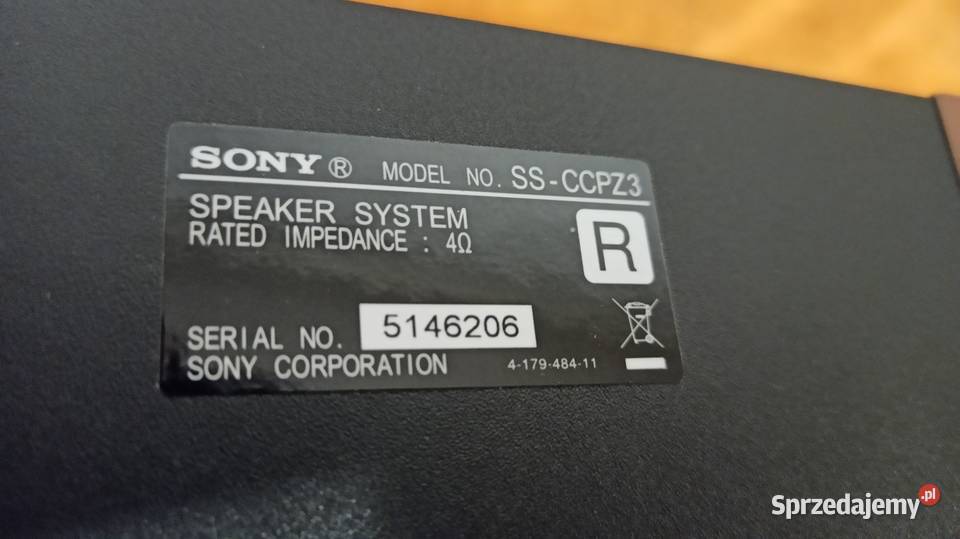 SONY® MODEL NO. SS-CCPZ3
SPEAKER SYSTEM
RATED IMPEDANCE : 4Ω
R
SERIAL NO. 5146206
SONY CORPORATION 4-179-484-11
Sprzedajemy.pl